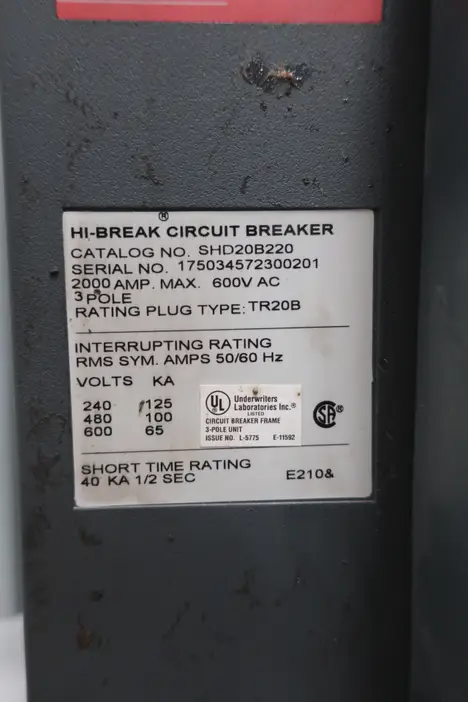 HI-BREAK® CIRCUIT BREAKER
CATALOG NO. SHD20B220
SERIAL NO. 175034572300201
2000 AMP. MAX. 600V AC
3 POLE
RATING PLUG TYPE: TR20B
INTERRUPTING RATING
RMS SYM. AMPS 50/60 Hz
VOLTS KA
240 125
480 100
600 65
UL® Underwriters
Laboratories Inc.®
LISTED
CIRCUIT BREAKER FRAME
3-POLE UNIT
ISSUE NO. L-5775 E-11592
SA®
SHORT TIME RATING
40 KA 1/2 SEC E210&